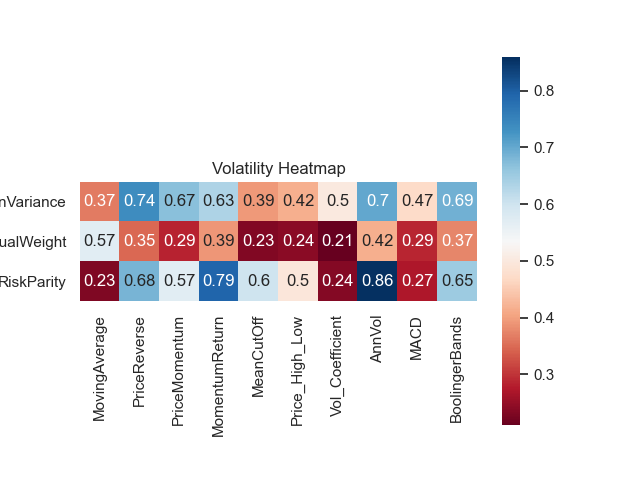 Volatility Heatmap
nVariance 0.37 0.74 0.67 0.63 0.39 0.42 0.5 0.7 0.47 0.69
ualWeight 0.57 0.35 0.29 0.39 0.23 0.24 0.21 0.42 0.29 0.37
RiskParity 0.23 0.68 0.57 0.79 0.6 0.5 0.24 0.86 0.27 0.65
MovingAverage
PriceReverse
PriceMomentum
MomentumReturn
MeanCutOff
Price_High_Low
Vol_Coefficient
AnnVol
MACD
BoolingerBands
0.8
0.7
0.6
0.5
0.4
0.3